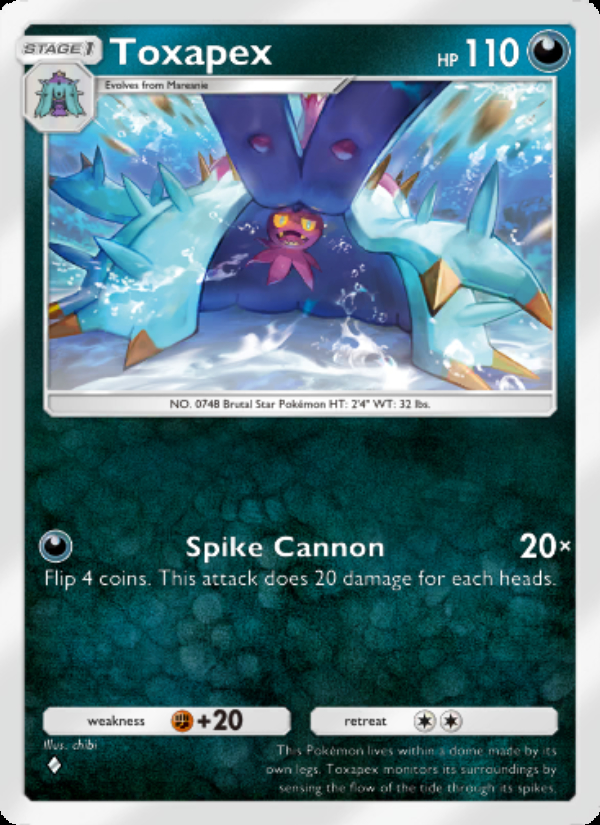 STAGE 1 Toxapex HP 110
Evolves from Mareanie
NO. 0748 Brutal Star Pokémon HT: 2'4" WT: 32 lbs.
Spike Cannon 20×
Flip 4 coins. This attack does 20 damage for each heads.
weakness +20 retreat
Illus. chibi
This Pokémon lives within a dome made by its
own legs. Toxapex monitors its surroundings by
sensing the flow of the tide through its spikes.